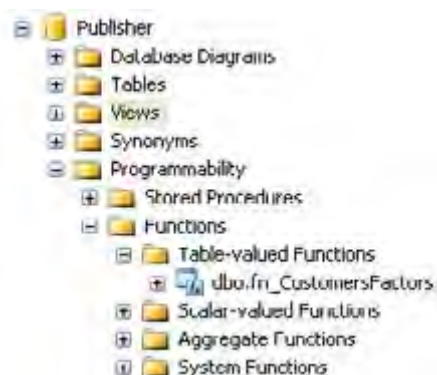 Publisher
Database Diagrams
Tables
Views
Synonyms
Programmability
Stored Procedures
Functions
Table-valued Functions
dbo.fn_CustomersFactors
Scalar-valued Functions
Aggregate Functions
System Functions